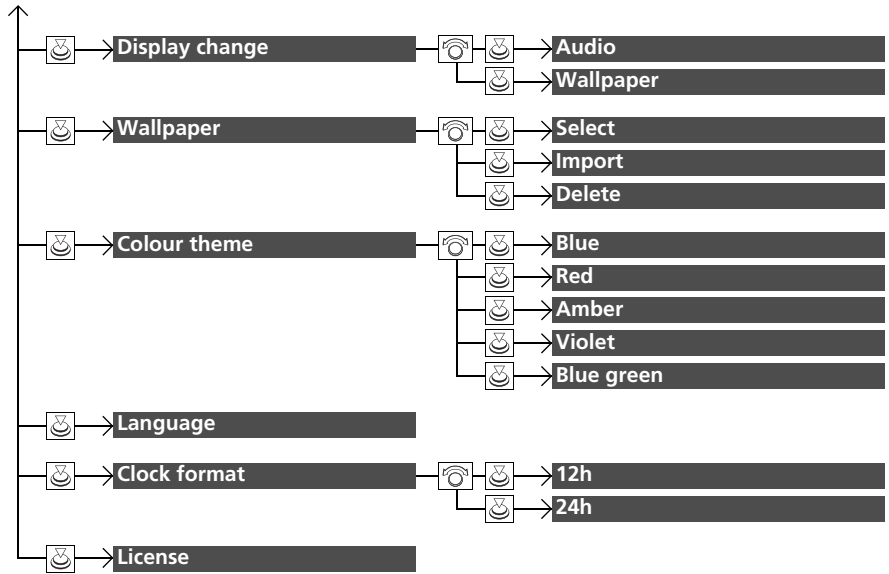 Display change
Audio
Wallpaper
Wallpaper
Select
Import
Delete
Colour theme
Blue
Red
Amber
Violet
Blue green
Language
Clock format
12h
24h
License